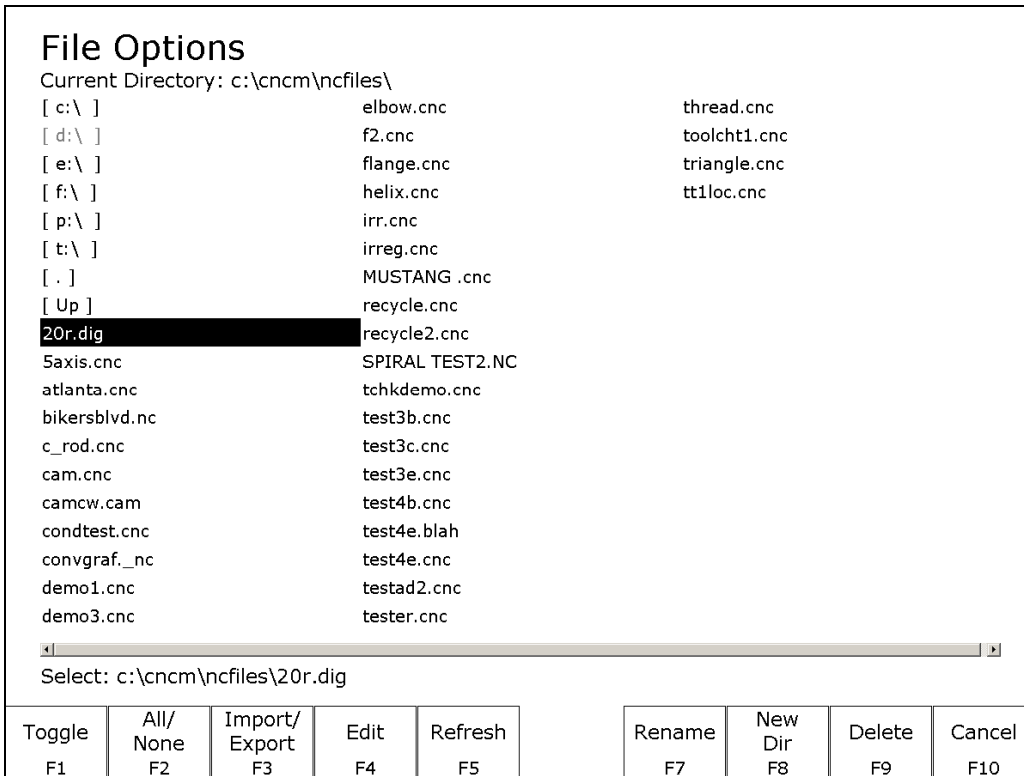 File Options
Current Directory: c:\cncm\ncfiles\
[ c:\ ]
[ d:\ ]
[ e:\ ]
[ f:\ ]
[ p:\ ]
[ t:\ ]
[ . ]
[ Up ]
20r.dig
5axis.cnc
atlanta.cnc
bikersblvd.nc
c_rod.cnc
cam.cnc
camcw.cam
condtest.cnc
convgraf._nc
demo1.cnc
demo3.cnc
elbow.cnc
f2.cnc
flange.cnc
helix.cnc
irr.cnc
irreg.cnc
MUSTANG .cnc
recycle.cnc
recycle2.cnc
SPIRAL TEST2.NC
tchkdemo.cnc
test3b.cnc
test3c.cnc
test3e.cnc
test4b.cnc
test4e.blah
test4e.cnc
testad2.cnc
tester.cnc
thread.cnc
toolcht1.cnc
triangle.cnc
tt1loc.cnc
Select: c:\cncm\ncfiles\20r.dig
Toggle
F1
All/
None
F2
Import/
Export
F3
Edit
F4
Refresh
F5
Rename
F7
New
Dir
F8
Delete
F9
Cancel
F10